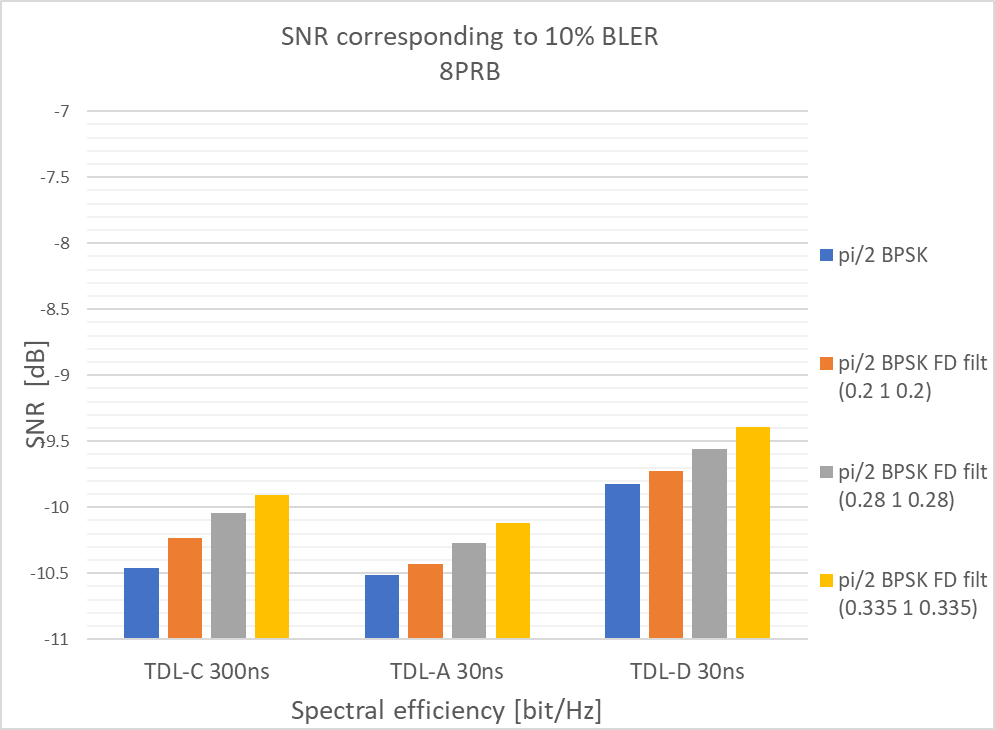 SNR corresponding to 10% BLER
8PRB
-7
-7.5
-8
-8.5
-9
-9.5
-10
-10.5
-11
SNR [dB]
TDL-C 300ns
TDL-A 30ns
TDL-D 30ns
Spectral efficiency [bit/Hz]
pi/2 BPSK
pi/2 BPSK FD filt
(0.2 1 0.2)
pi/2 BPSK FD filt
(0.28 1 0.28)
pi/2 BPSK FD filt
(0.335 1 0.335)